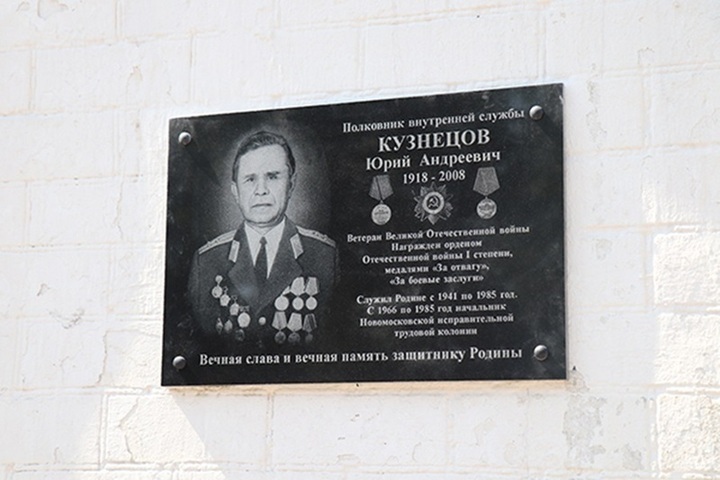 Полковник внутренней службы
КУЗНЕЦОВ
Юрий Андреевич
1918 - 2008
Ветеран Великой Отечественной войны
Награжден орденом
Отечественной войны I степени,
медалями «За отвагу»,
«За боевые заслуги»
Служил Родине с 1941 по 1985 год.
С 1966 по 1985 год начальник
Новомосковской исправительной
трудовой колонии
Вечная слава и вечная память защитнику Родины